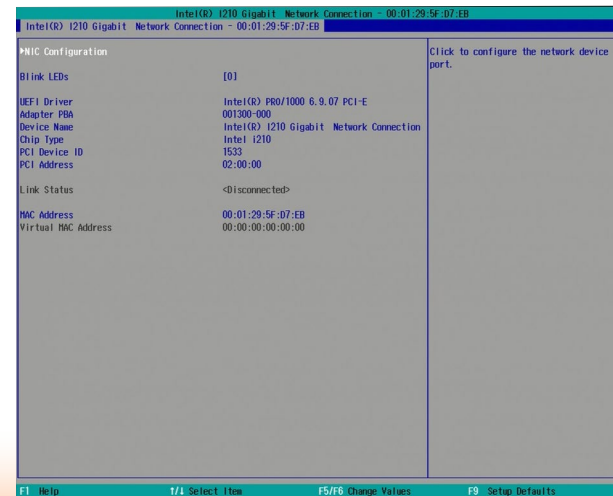 Intel(R) I210 Gigabit  Network Connection - 00:01:29:5F:D7:EB
Intel(R) I210 Gigabit  Network Connection - 00:01:29:5F:D7:EB
▶NIC Configuration
Click to configure the network device port.
Blink LEDs [0]
UEFI Driver Intel(R) PRO/1000 6.9.07 PCI-E
Adapter PBA 001300-000
Device Name Intel(R) I210 Gigabit  Network Connection
Chip Type Intel i210
PCI Device ID 1533
PCI Address 02:00:00
Link Status <Disconnected>
MAC Address 00:01:29:5F:D7:EB
Virtual MAC Address 00:00:00:00:00:00
F1 Help ↑/↓ Select Item F5/F6 Change Values F9 Setup Defaults